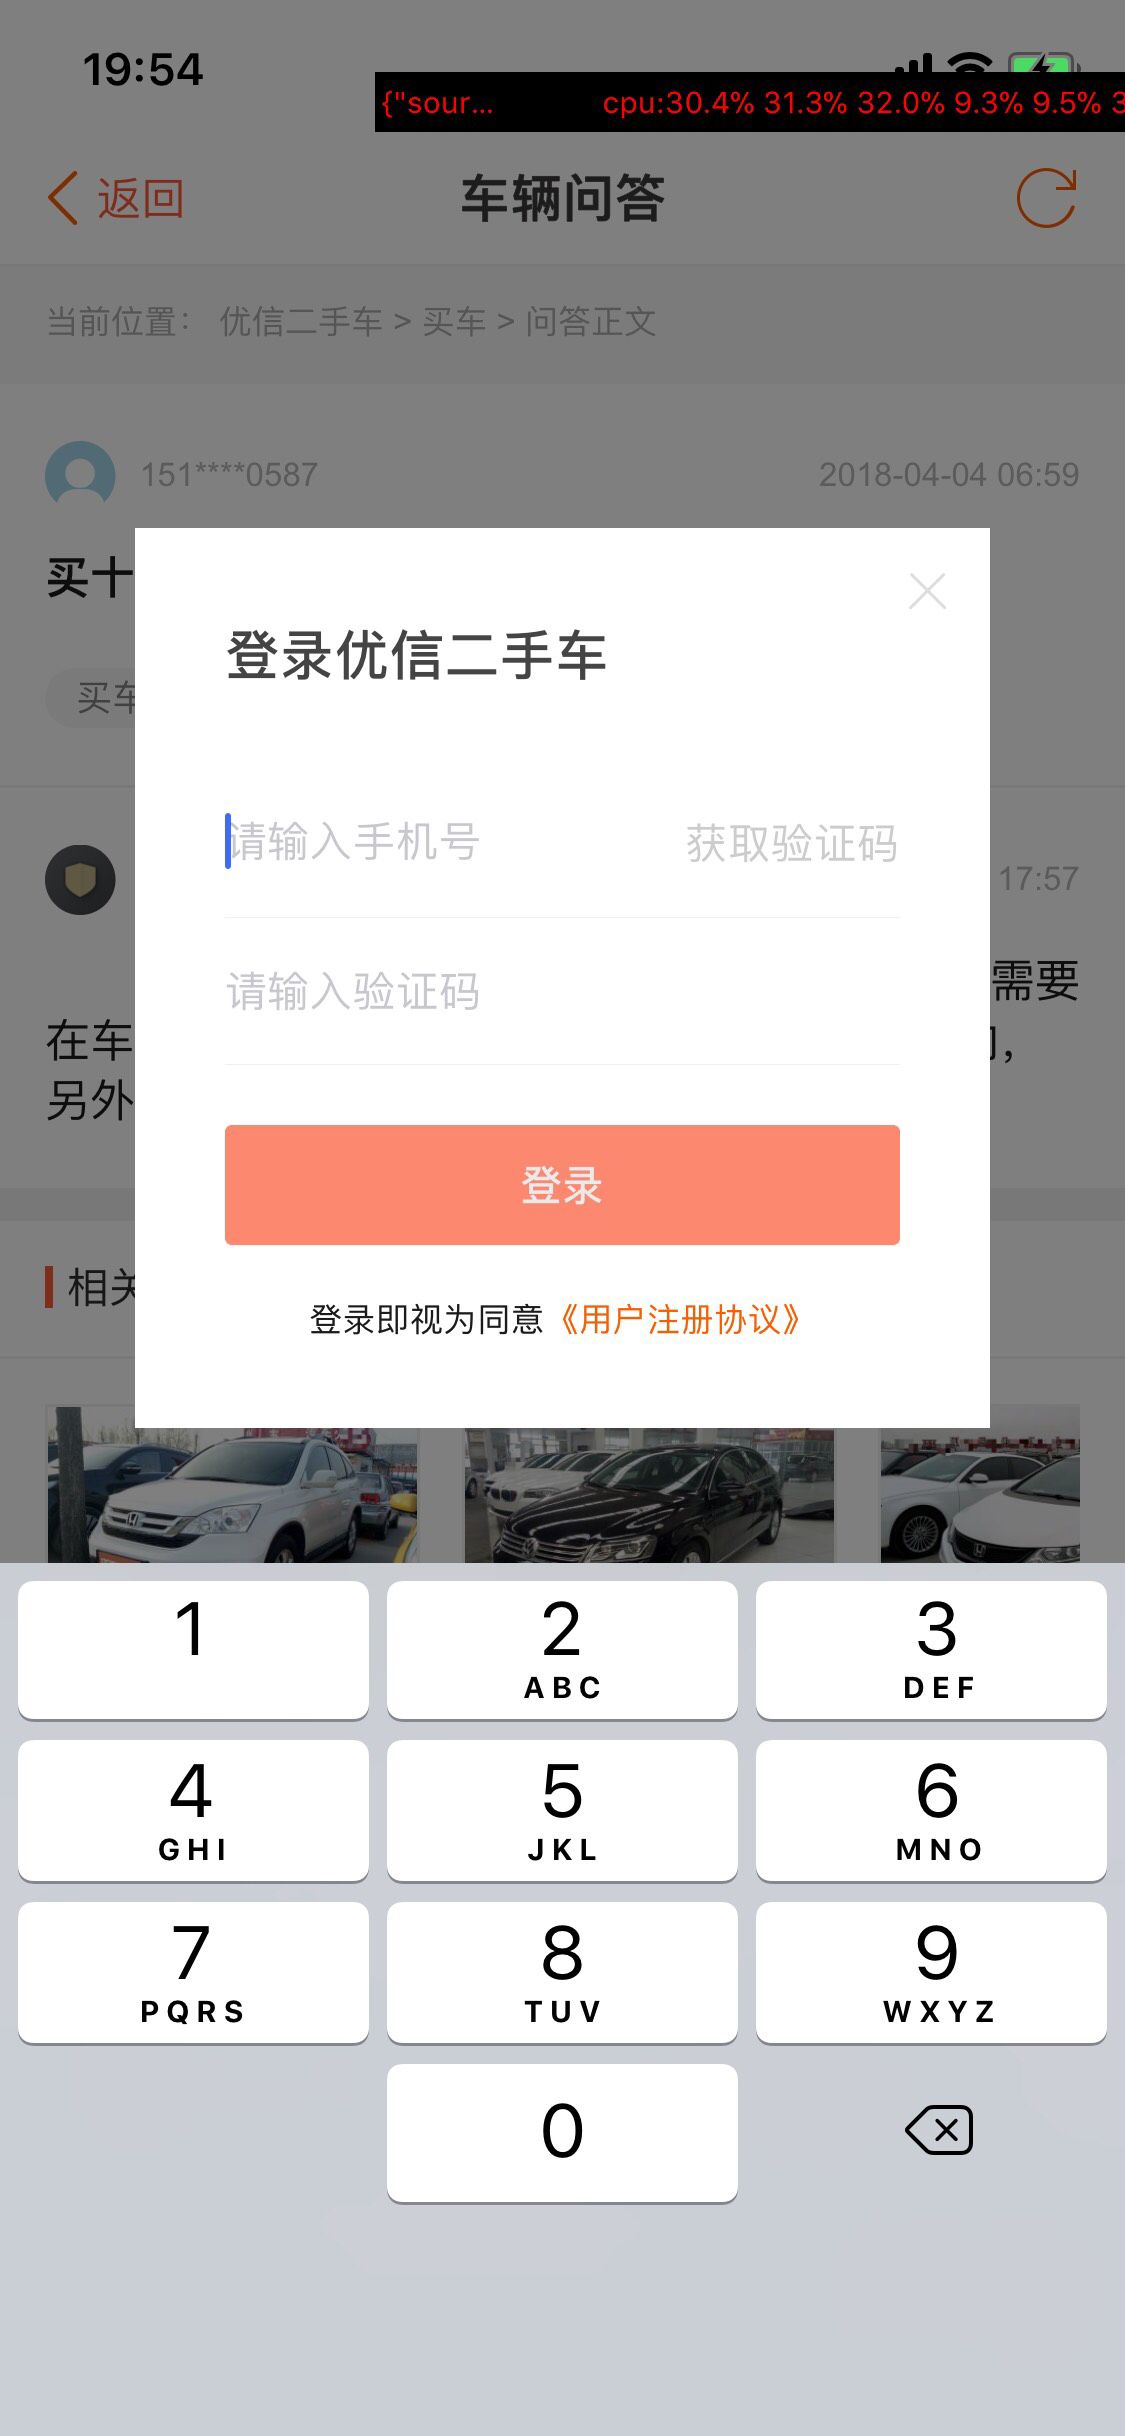 19:54
{"sour... cpu:30.4% 31.3% 32.0% 9.3% 9.5%
返回 车辆问答
当前位置： 优信二手车 > 买车 > 问答正文
151****0587 2018-04-04 06:59
买十
登录优信二手车
买车
请输入手机号 获取验证码
17:57
请输入验证码
需要
在车
另外
登录
相关
登录即视为同意《用户注册协议》
1
2 ABC
3 DEF
4 GHI
5 JKL
6 MNO
7 PQRS
8 TUV
9 WXYZ
0